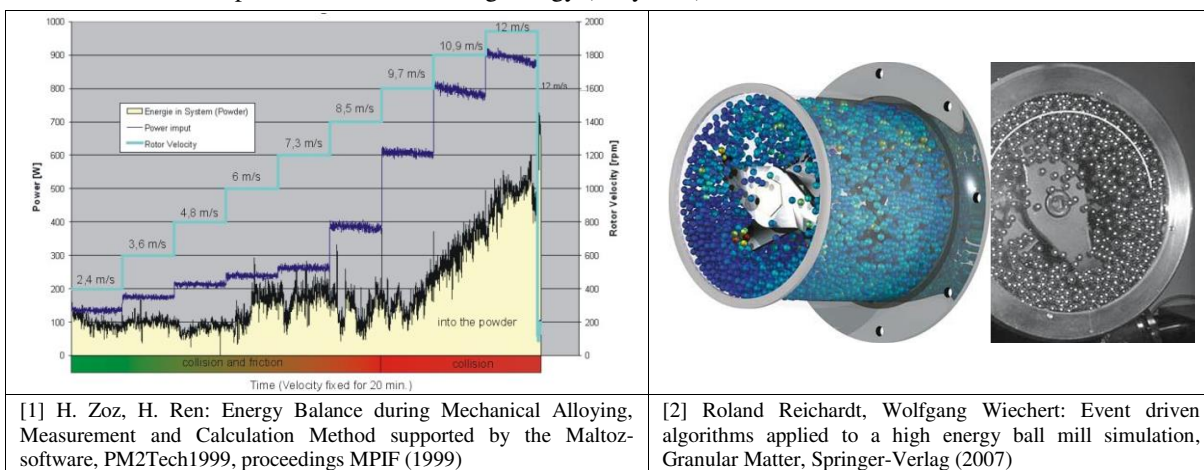 12 m/s
10,9 m/s
9,7 m/s
8,5 m/s
7,3 m/s
6 m/s
4,8 m/s
3,6 m/s
2,4 m/s
12 m/s
Energie in System (Powder)
Power imput
Rotor Velocity
Power [W]
1000
900
800
700
600
500
400
300
200
100
0
2000
1800
1600
1400
1200
1000
800
600
400
200
0
Rotor Velocity [rpm]
into the powder
collision and friction
collision
Time (Velocity fixed for 20 min.)
[1] H. Zoz, H. Ren: Energy Balance during Mechanical Alloying,
Measurement and Calculation Method supported by the Maltoz-
software, PM2Tech1999, proceedings MPIF (1999)
[2] Roland Reichardt, Wolfgang Wiechert: Event driven
algorithms applied to a high energy ball mill simulation,
Granular Matter, Springer-Verlag (2007)